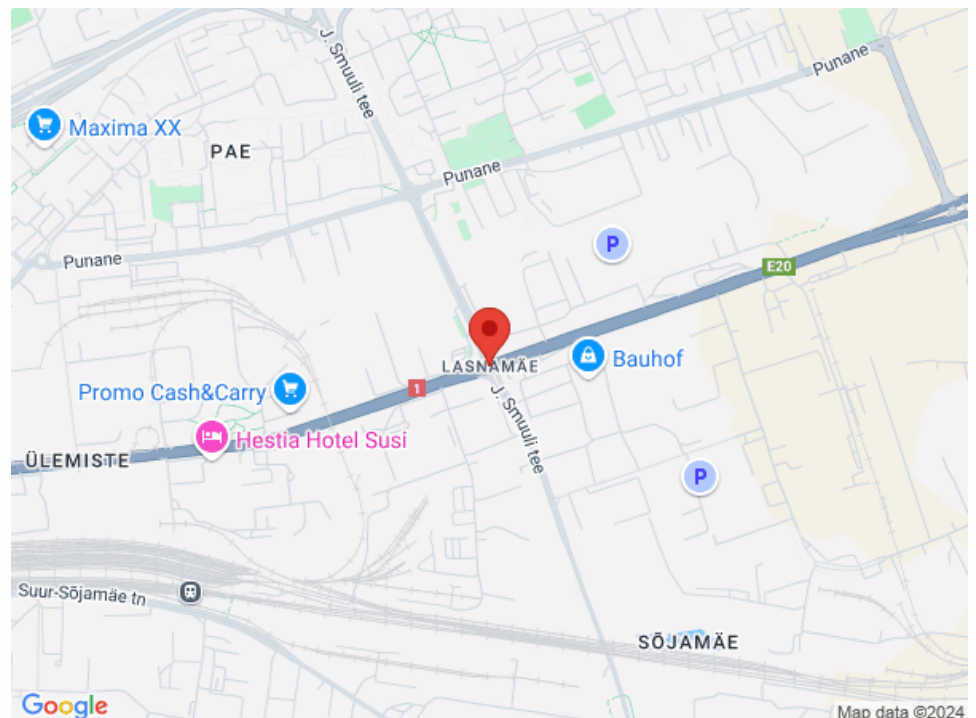 J. Smuuli tee
Punane
Maxima XX
PAE
Punane
Punane
P
E20
LASNAMÄE
Bauhof
1
Promo Cash&Carry
J. Smuuli tee
Hestia Hotel Susi
ÜLEMISTE
P
Suur-Sõjamäe tn
SÕJAMÄE
Google
Map data ©2024